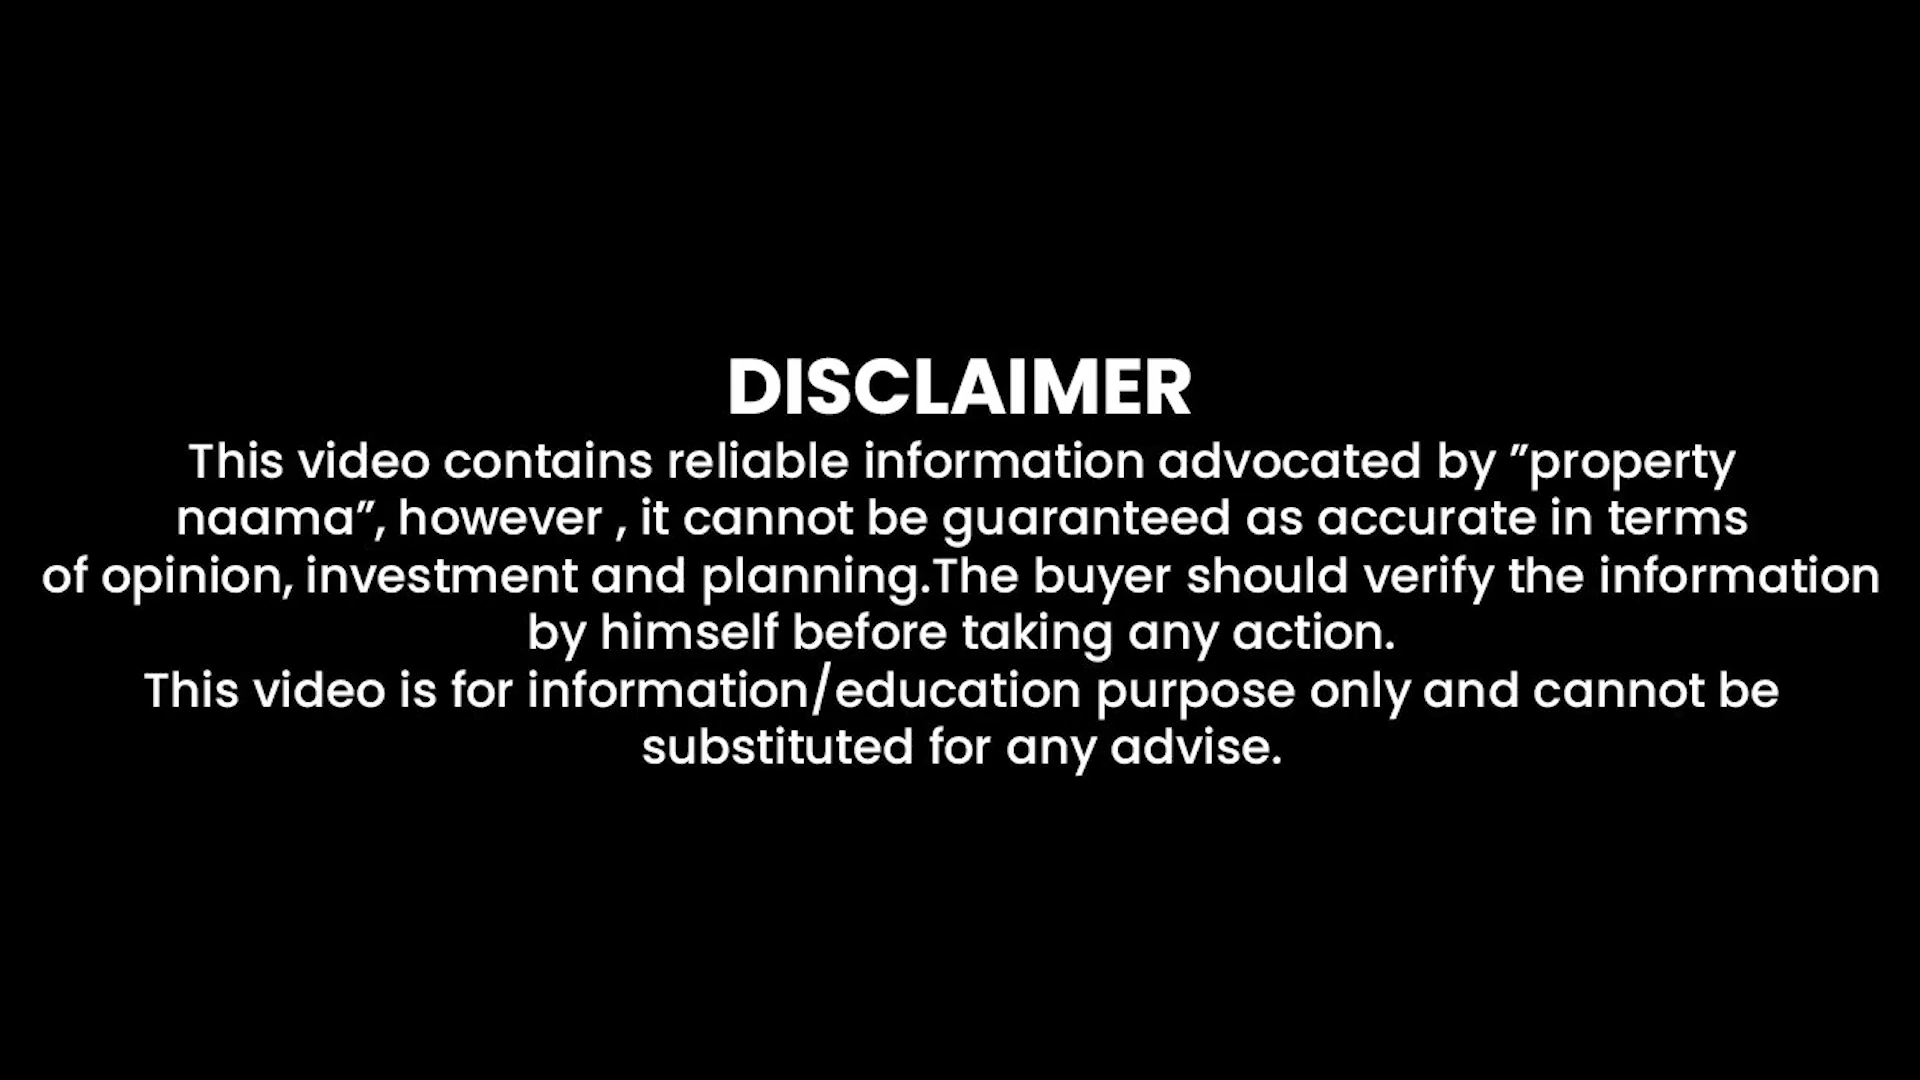 DISCLAIMER
This video contains reliable information advocated by ”property
naama”, however , it cannot be guaranteed as accurate in terms
of opinion, investment and planning.The buyer should verify the information
by himself before taking any action.
This video is for information/education purpose only and cannot be
substituted for any advise.